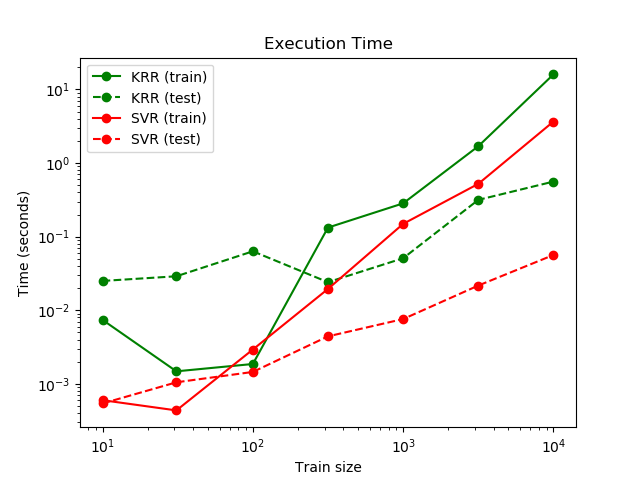 Execution Time
KRR (train)
KRR (test)
SVR (train)
SVR (test)
Time (seconds)
10¹
10⁰
10⁻¹
10⁻²
10⁻³
10¹ 10² 10³ 10⁴
Train size